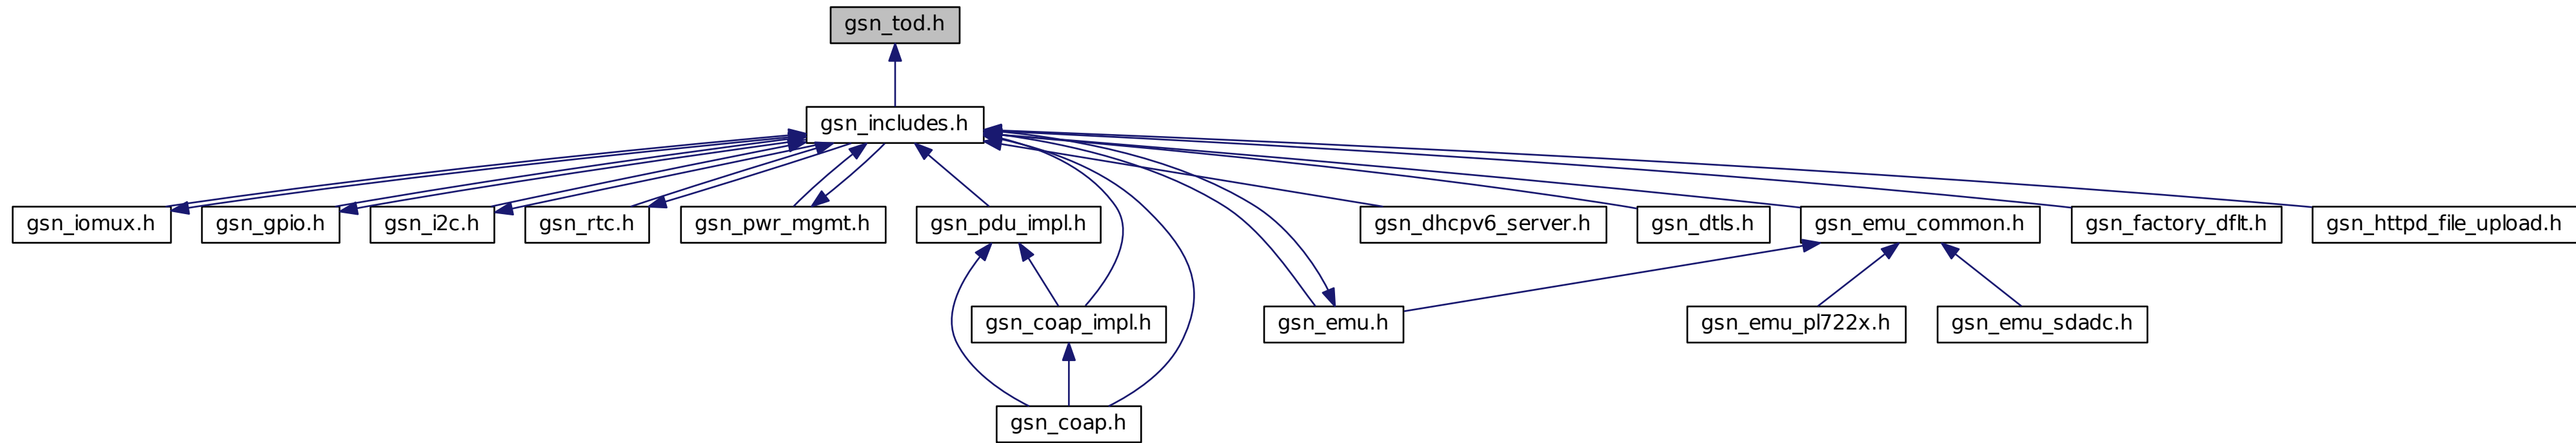 gsn_tod.h
gsn_includes.h
gsn_iomux.h
gsn_gpio.h
gsn_i2c.h
gsn_rtc.h
gsn_pwr_mgmt.h
gsn_pdu_impl.h
gsn_dhcpv6_server.h
gsn_dtls.h
gsn_emu_common.h
gsn_factory_dflt.h
gsn_httpd_file_upload.h
gsn_coap_impl.h
gsn_emu.h
gsn_emu_pl722x.h
gsn_emu_sdadc.h
gsn_coap.h